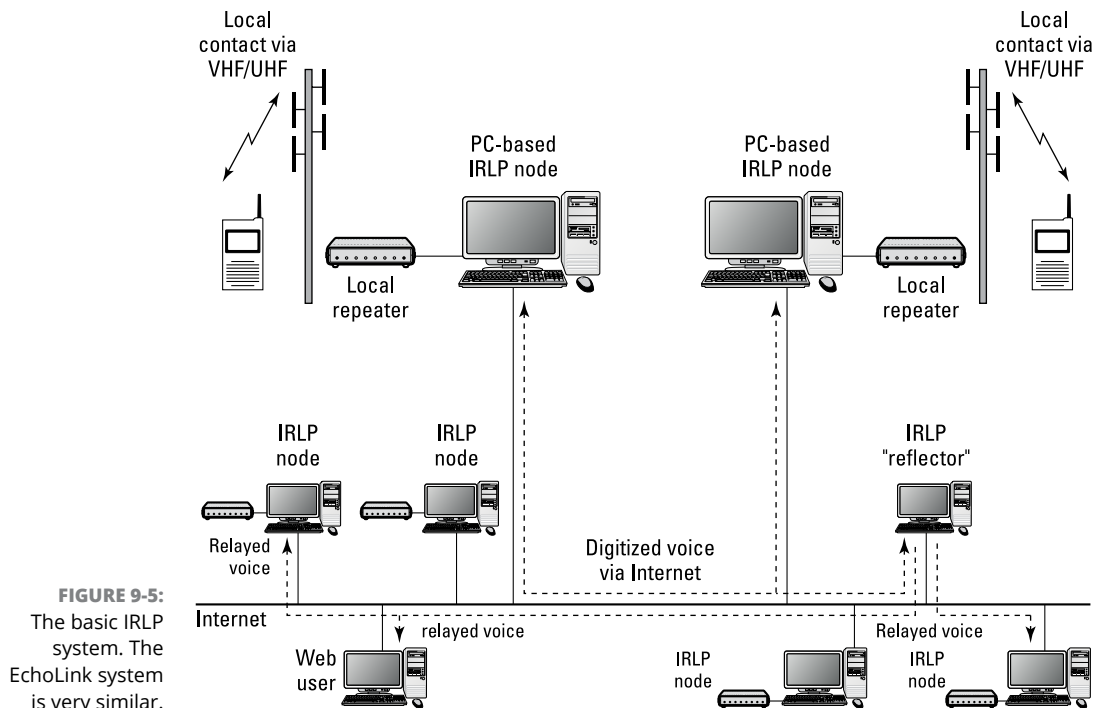 Local
contact via
VHF/UHF
Local
contact via
VHF/UHF
PC-based
IRLP node
PC-based
IRLP node
Local
repeater
Local
repeater
IRLP
node
IRLP
node
IRLP
"reflector"
Relayed
voice
Digitized voice
via Internet
Internet
relayed voice
Relayed voice
Web
user
IRLP
node
IRLP
node
FIGURE 9-5:
The basic IRLP
system. The
EchoLink system
is very similar.